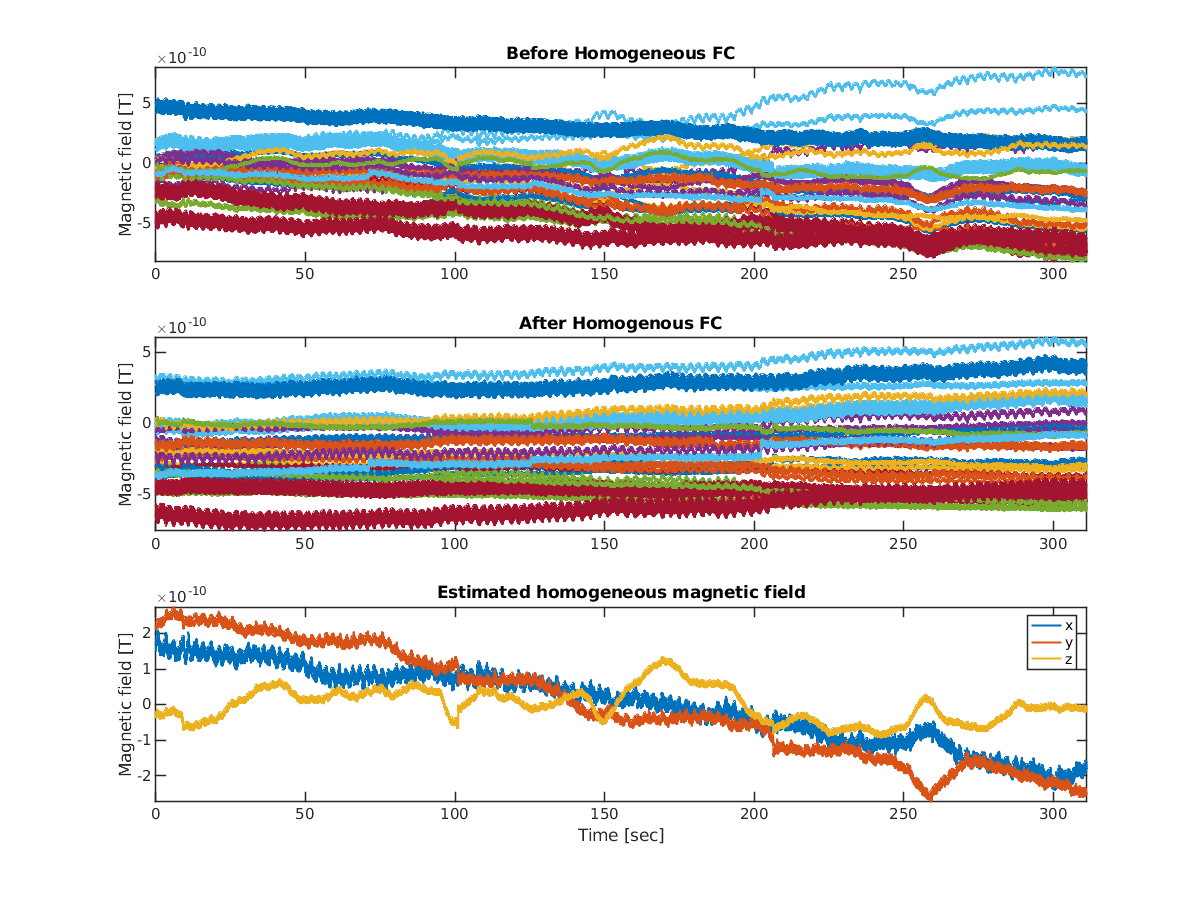 Before Homogeneous FC
×10-10
Magnetic field [T]
5
0
-5
0 50 100 150 200 250 300
After Homogenous FC
×10-10
Magnetic field [T]
5
0
-5
0 50 100 150 200 250 300
Estimated homogeneous magnetic field
×10-10
Magnetic field [T]
2
1
0
-1
-2
x
y
z
0 50 100 150 200 250 300
Time [sec]